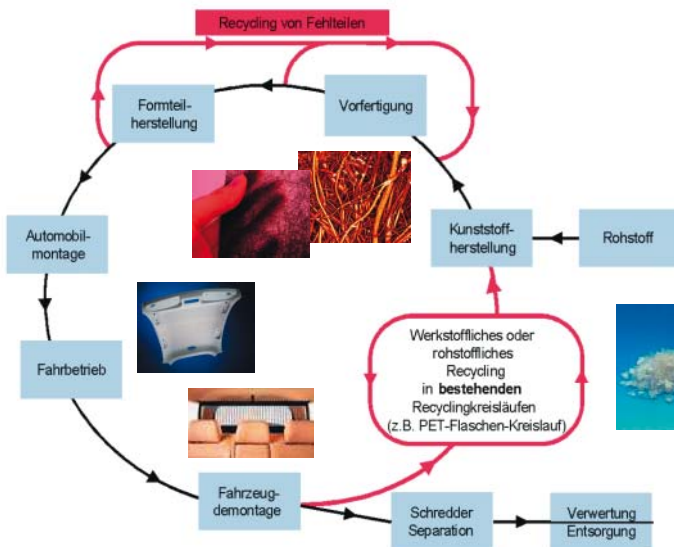 Recycling von Fehlteilen
Formteil-
herstellung
Vorfertigung
Automobil-
montage
Kunststoff-
herstellung
Rohstoff
Fahrbetrieb
Werkstoffliches oder
rohstoffliches
Recycling
in bestehenden
Recyclingkreisläufen
(z.B. PET-Flaschen-Kreislauf)
Fahrzeug-
demontage
Schredder
Separation
Verwertung
Entsorgung